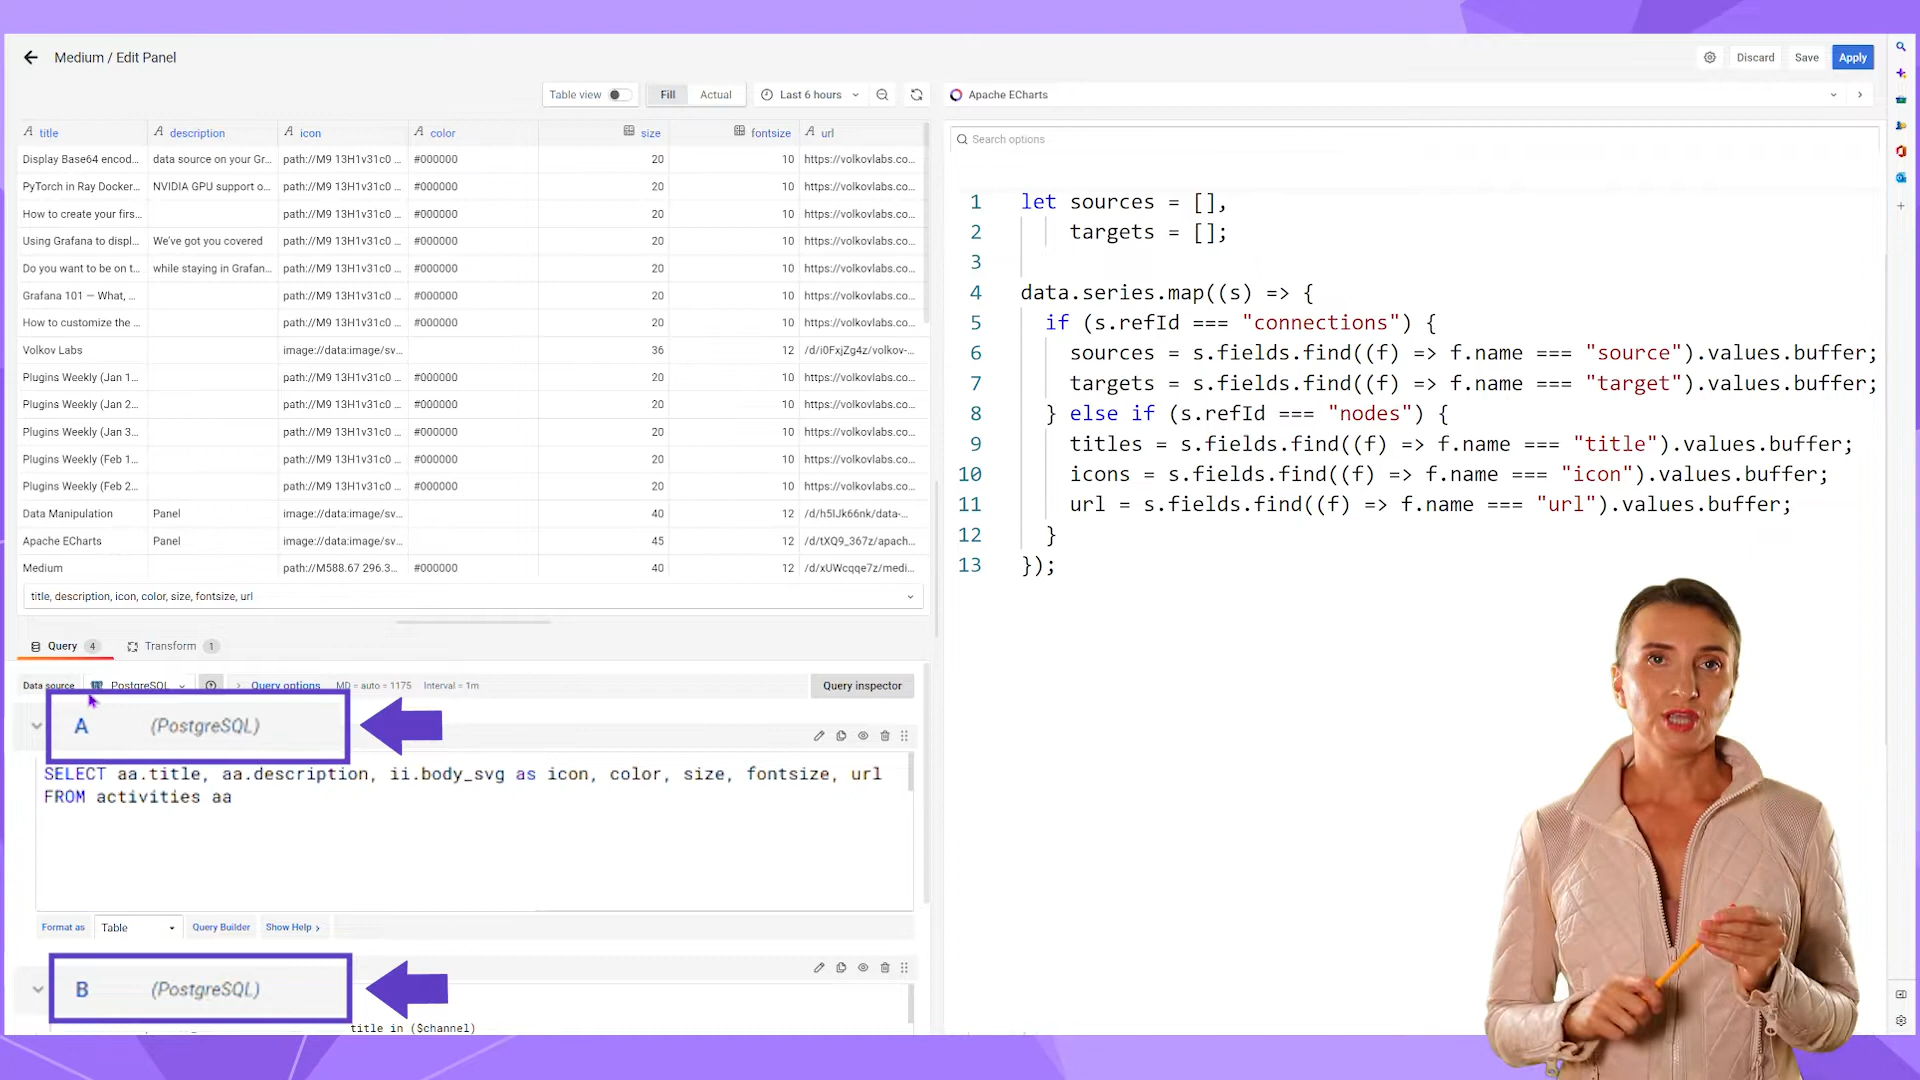 Medium / Edit Panel
Discard
Save
Apply
Table view
Fill
Actual
Last 6 hours
Apache ECharts
Search options
title description icon color size fontsize url
Display Base64 encod... data source on your Gr... path://M9 13H1v31c0 ... #000000 20 10 https://volkovlabs.co...
PyTorch in Ray Docker... NVIDIA GPU support o... path://M9 13H1v31c0 ... #000000 20 10 https://volkovlabs.co...
How to create your firs... path://M9 13H1v31c0 ... #000000 20 10 https://volkovlabs.co...
Using Grafana to displ... We've got you covered path://M9 13H1v31c0 ... #000000 20 10 https://volkovlabs.co...
Do you want to be on t... while staying in Grafan... path://M9 13H1v31c0 ... #000000 20 10 https://volkovlabs.co...
Grafana 101 — What, ... path://M9 13H1v31c0 ... #000000 20 10 https://volkovlabs.co...
How to customize the ... path://M9 13H1v31c0 ... #000000 20 10 https://volkovlabs.co...
Volkov Labs image://data:image/sv... 36 12 /d/i0FxjZg4z/volkov-...
Plugins Weekly (Jan 1... path://M9 13H1v31c0 ... #000000 20 10 https://volkovlabs.co...
Plugins Weekly (Jan 2... path://M9 13H1v31c0 ... #000000 20 10 https://volkovlabs.co...
Plugins Weekly (Jan 3... path://M9 13H1v31c0 ... #000000 20 10 https://volkovlabs.co...
Plugins Weekly (Feb 1... path://M9 13H1v31c0 ... #000000 20 10 https://volkovlabs.co...
Plugins Weekly (Feb 2... path://M9 13H1v31c0 ... #000000 20 10 https://volkovlabs.co...
Data Manipulation Panel image://data:image/sv... 40 12 /d/h5IJk66nk/data-...
Apache ECharts Panel image://data:image/sv... 45 12 /d/tXQ9_367z/apach...
Medium path://M588.67 296.3... #000000 40 12 /d/xUWcqqe7z/medi...
title, description, icon, color, size, fontsize, url
Query 4
Transform 1
Data source
PostgreSQL
Query options
MD = auto = 1175
Interval = 1m
Query inspector
A (PostgreSQL)
SELECT aa.title, aa.description, ii.body_svg as icon, color, size, fontsize, url
FROM activities aa
Format as
Table
Query Builder
Show Help
B (PostgreSQL)
title in ($channel)
1 let sources = [],
2 targets = [];
3
4 data.series.map((s) => {
5 if (s.refId === "connections") {
6 sources = s.fields.find((f) => f.name === "source").values.buffer;
7 targets = s.fields.find((f) => f.name === "target").values.buffer;
8 } else if (s.refId === "nodes") {
9 titles = s.fields.find((f) => f.name === "title").values.buffer;
10 icons = s.fields.find((f) => f.name === "icon").values.buffer;
11 url = s.fields.find((f) => f.name === "url").values.buffer;
12 }
13 });